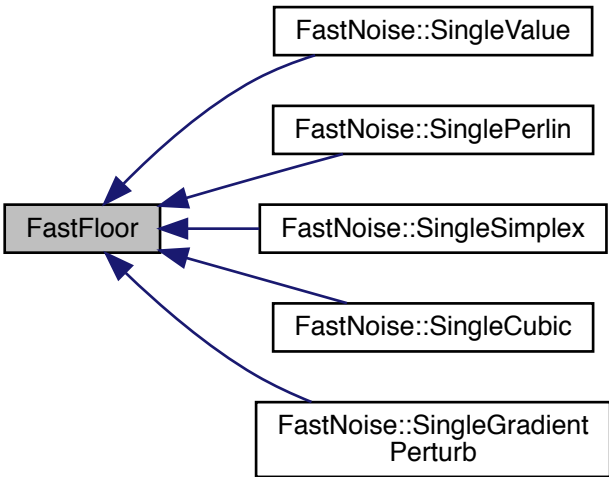 FastNoise::SingleValue
FastNoise::SinglePerlin
FastFloor
FastNoise::SingleSimplex
FastNoise::SingleCubic
FastNoise::SingleGradient
Perturb